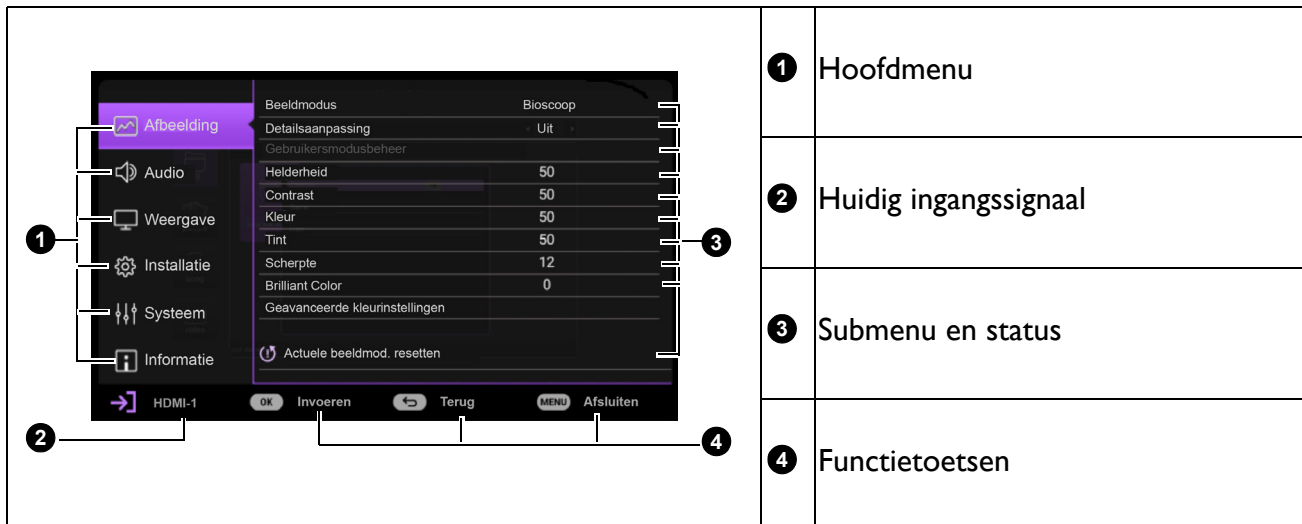 Beeldmodus Bioscoop
Afbeelding
Detailsaanpassing Uit
Gebruikersmodusbeheer
Audio
Helderheid 50
Contrast 50
Weergave
Kleur 50
Tint 50
Installatie
Scherpte 12
Brilliant Color 0
Systeem
Geavanceerde kleurinstellingen
Informatie
Actuele beeldmod. resetten
HDMI-1 OK Invoeren Terug MENU Afsluiten
1
3
2
4
1 Hoofdmenu
2 Huidig ingangssignaal
3 Submenu en status
4 Functietoetsen